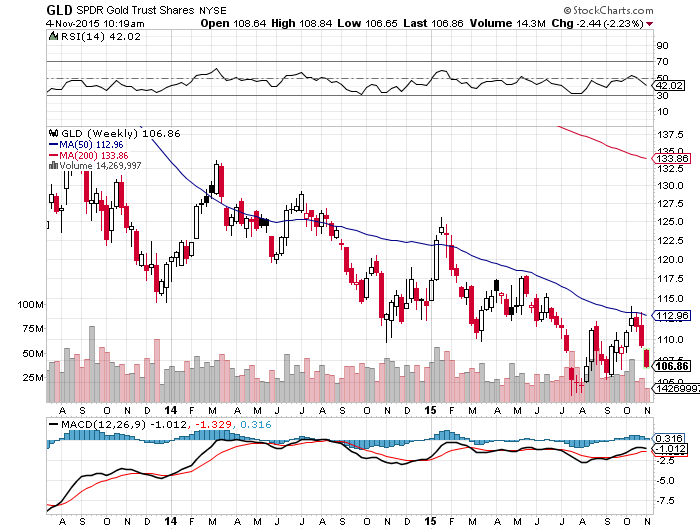 GLD SPDR Gold Trust Shares NYSE © StockCharts.com
4-Nov-2015 10:19am Open 108.64 High 108.84 Low 106.65 Last 106.86 Volume 14.3M Chg -2.44 (-2.23%)
RSI(14) 42.02
90
70
50
42.02
30
10
GLD (Weekly) 106.86
MA(50) 112.96
MA(200) 133.86
Volume 14,269,997
137.5
135.0
133.86
132.5
130.0
127.5
125.0
122.5
120.0
117.5
115.0
112.96
110.0
107.5
106.86
105.0
14269997
100M
75M
50M
25M
A S O N D 14 F M A M J J A S O N D 15 F M A M J J A S O N
MACD(12,26,9) -1.012, -1.329, 0.316
0.316
-1.012
-2.5
-5.0
-7.5
A S O N D 14 F M A M J J A S O N D 15 F M A M J J A S O N